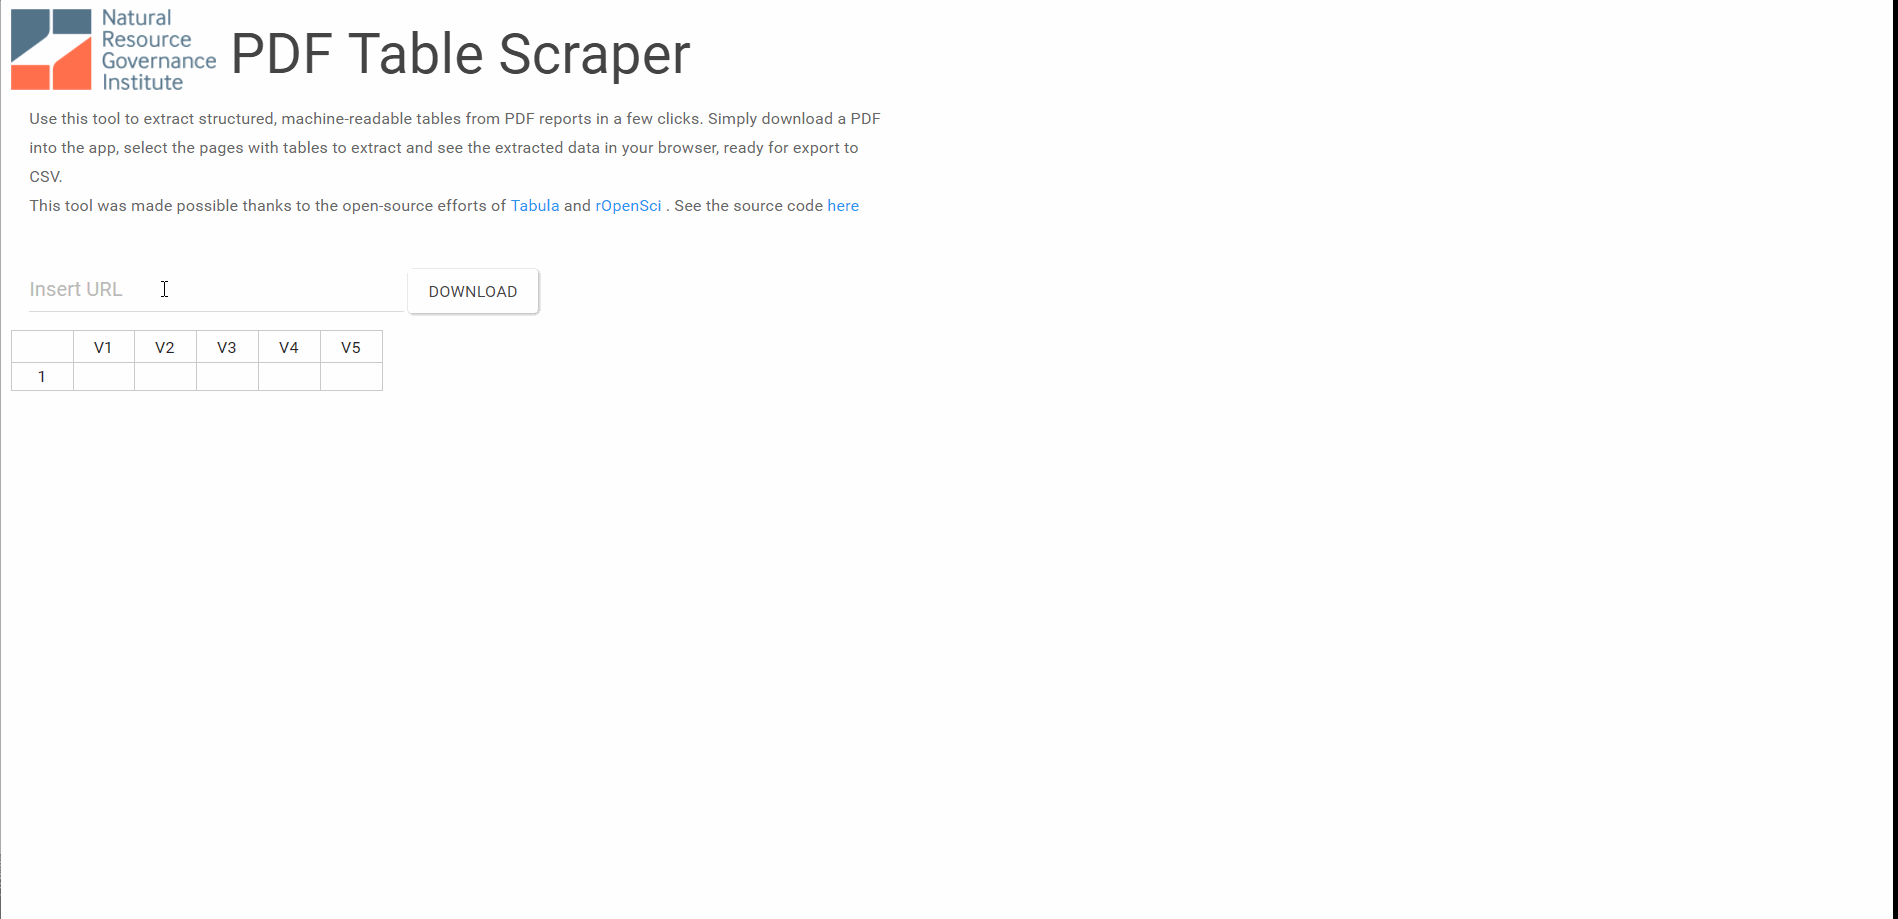 Natural
Resource
Governance
Institute
PDF Table Scraper
Use this tool to extract structured, machine-readable tables from PDF reports in a few clicks. Simply download a PDF
into the app, select the pages with tables to extract and see the extracted data in your browser, ready for export to
CSV.
This tool was made possible thanks to the open-source efforts of Tabula and rOpenSci . See the source code here
Insert URL
DOWNLOAD
V1 V2 V3 V4 V5
1